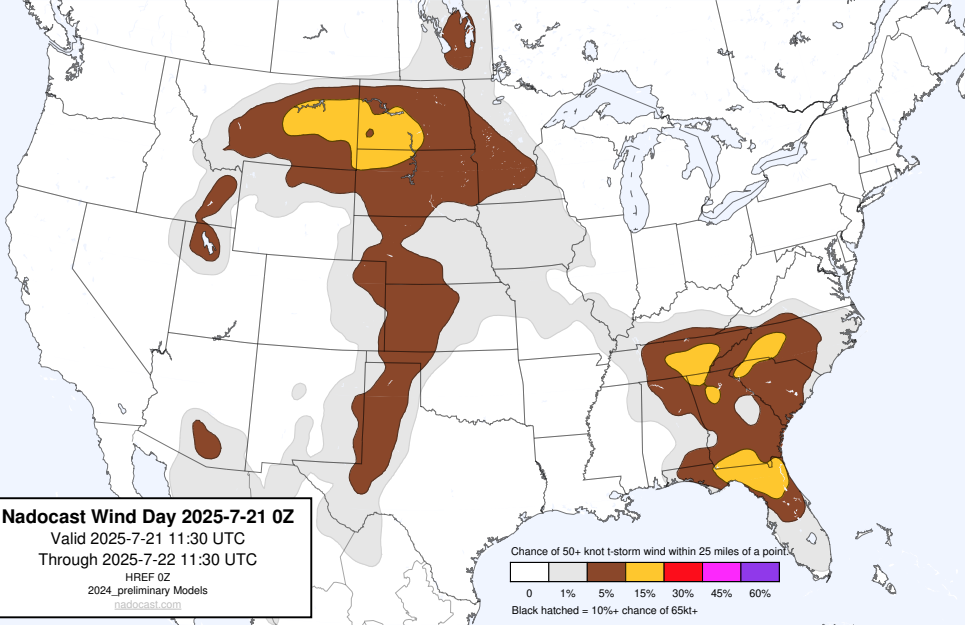 Nadocast Wind Day 2025-7-21 0Z
Valid 2025-7-21 11:30 UTC
Through 2025-7-22 11:30 UTC
HREF 0Z
2024_preliminary Models
nadocast.com
Chance of 50+ knot t-storm wind within 25 miles of a point.
0 1% 5% 15% 30% 45% 60%
Black hatched = 10%+ chance of 65kt+